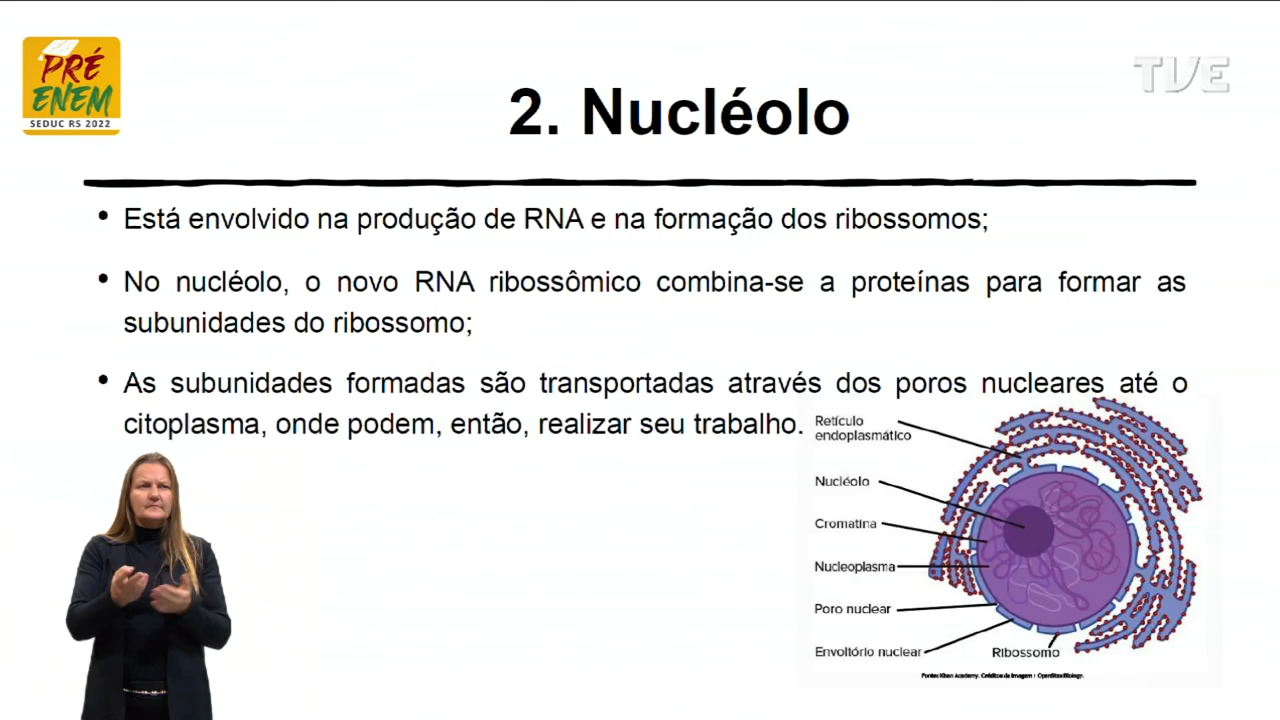 PRÉ
ENEM
SEDUC RS 2022
TVE
2. Nucléolo
• Está envolvido na produção de RNA e na formação dos ribossomos;
• No nucléolo, o novo RNA ribossômico combina-se a proteínas para formar as
subunidades do ribossomo;
• As subunidades formadas são transportadas através dos poros nucleares até o
citoplasma, onde podem, então, realizar seu trabalho.
Retículo
endoplasmático
Nucléolo
Cromatina
Nucleoplasma
Poro nuclear
Envoltório nuclear
Ribossomo
Fonte: Khan Academy. Créditos da imagem : OpenStax Biology.